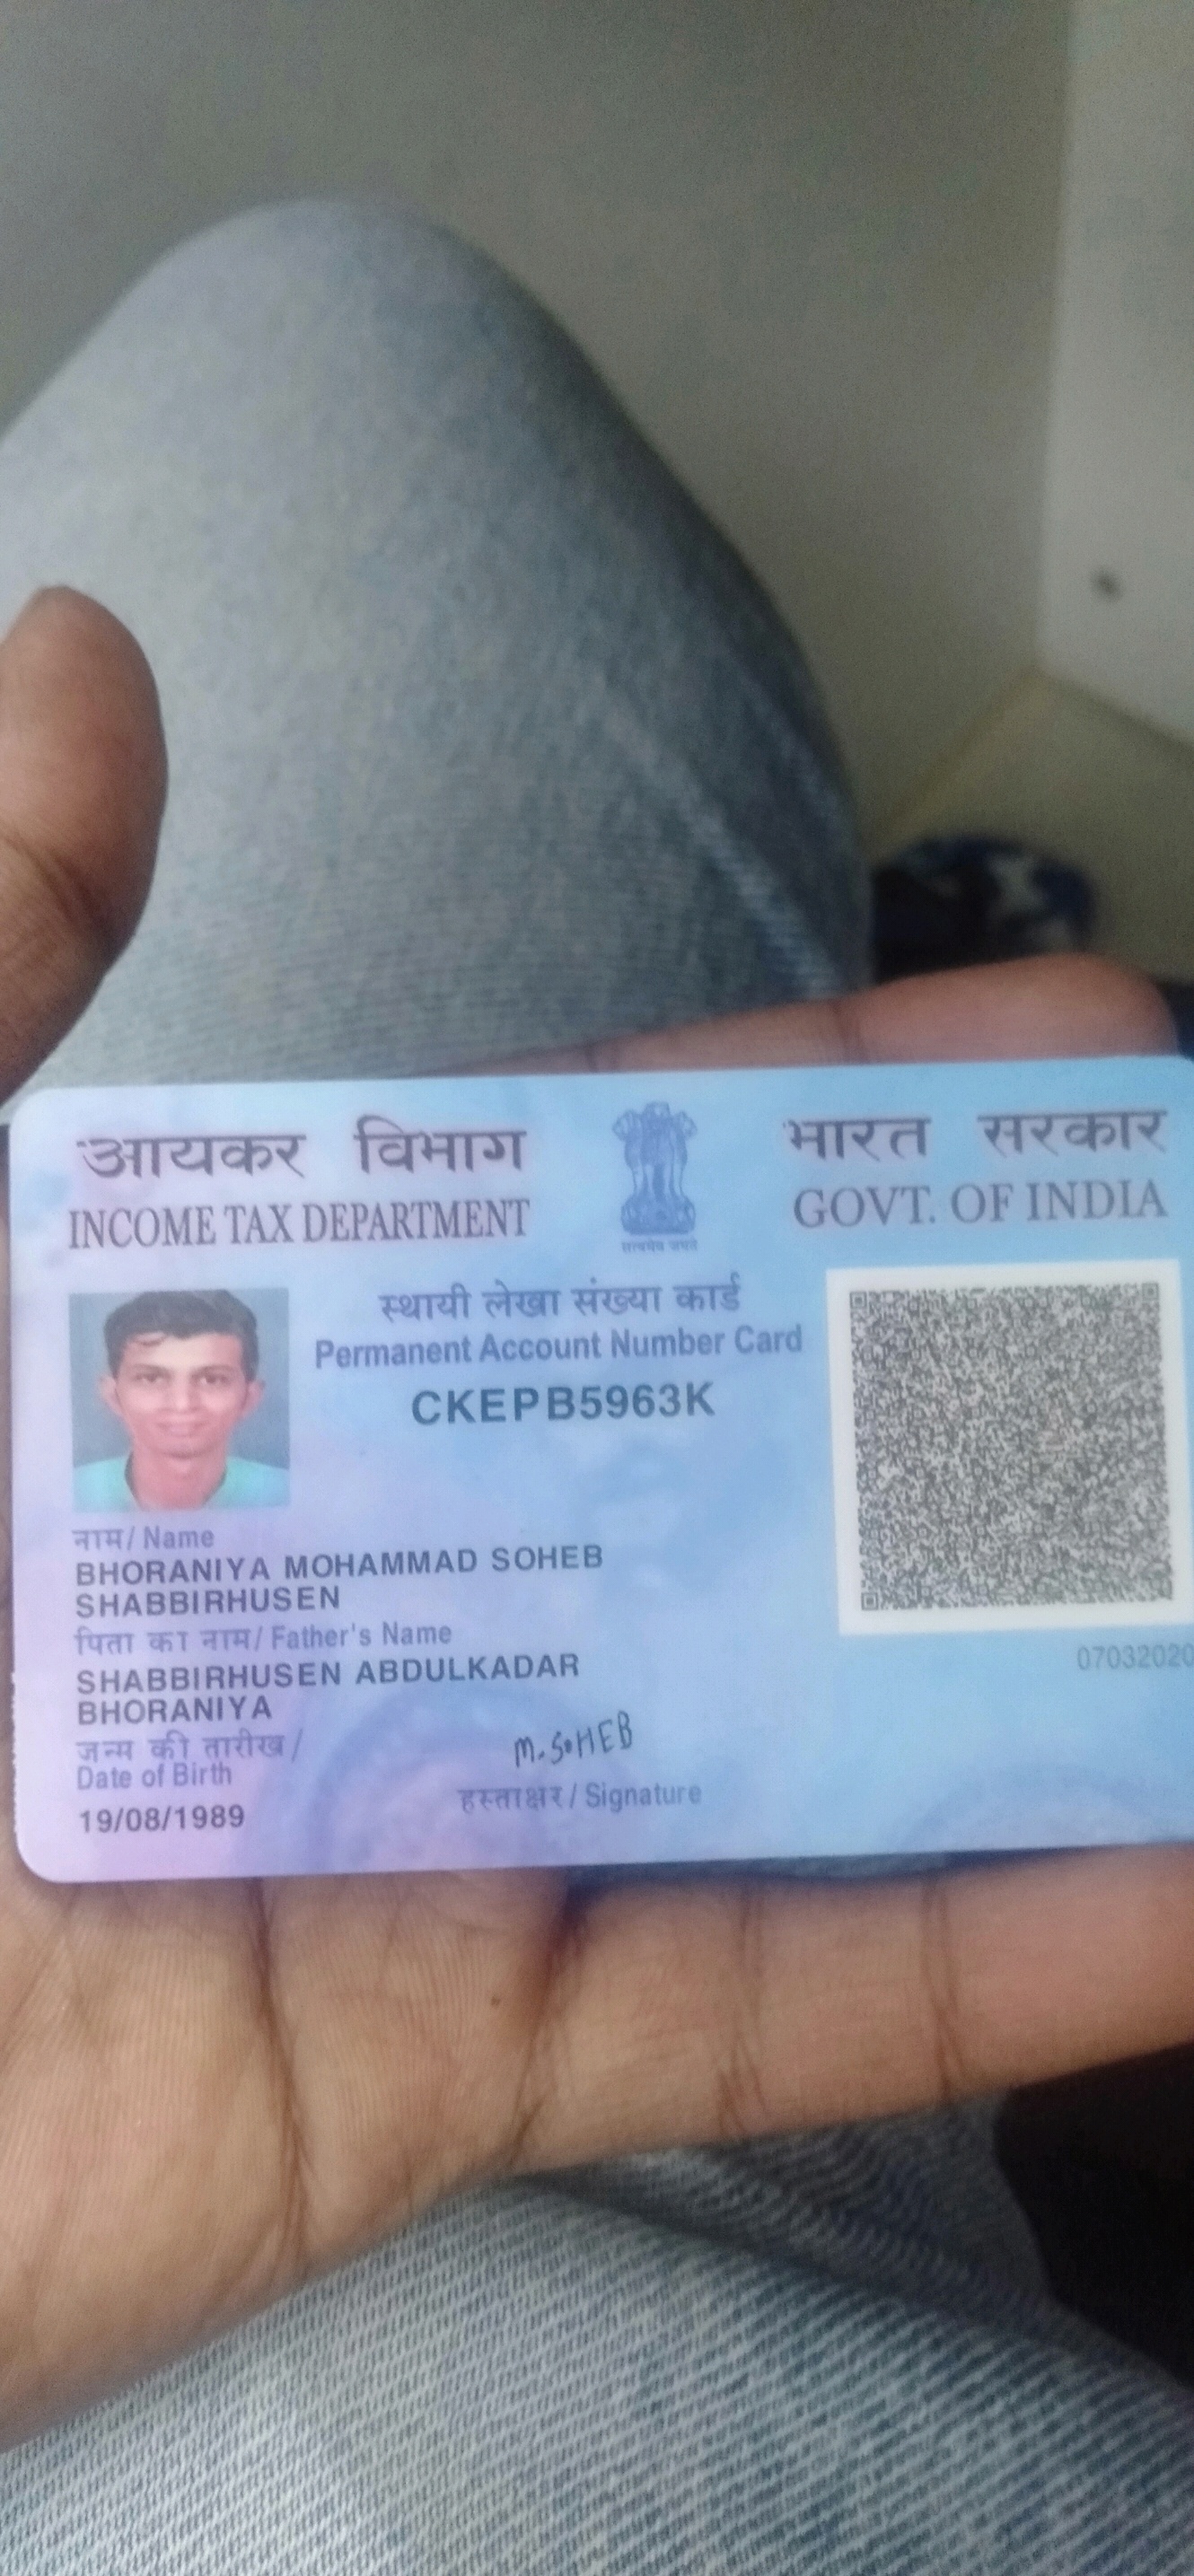 आयकर विभाग
INCOME TAX DEPARTMENT
सत्यमेव जयते
भारत सरकार
GOVT. OF INDIA
स्थायी लेखा संख्या कार्ड
Permanent Account Number Card
CKEPB5963K
नाम/ Name
BHORANIYA MOHAMMAD SOHEB
SHABBIRHUSEN
पिता का नाम/ Father's Name
SHABBIRHUSEN ABDULKADAR
BHORANIYA
जन्म की तारीख/
Date of Birth
19/08/1989
M. SOHEB
हस्ताक्षर / Signature
07032020